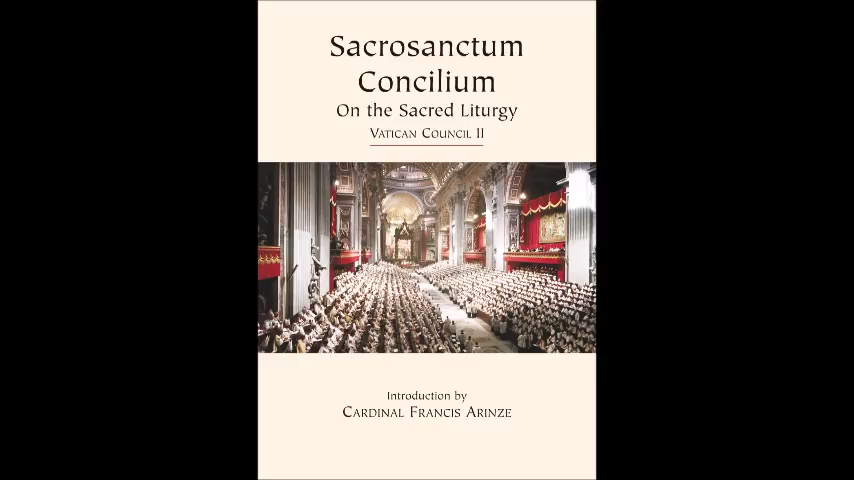 Sacrosanctum
Concilium
On the Sacred Liturgy
VATICAN COUNCIL II
Introduction by
CARDINAL FRANCIS ARINZE